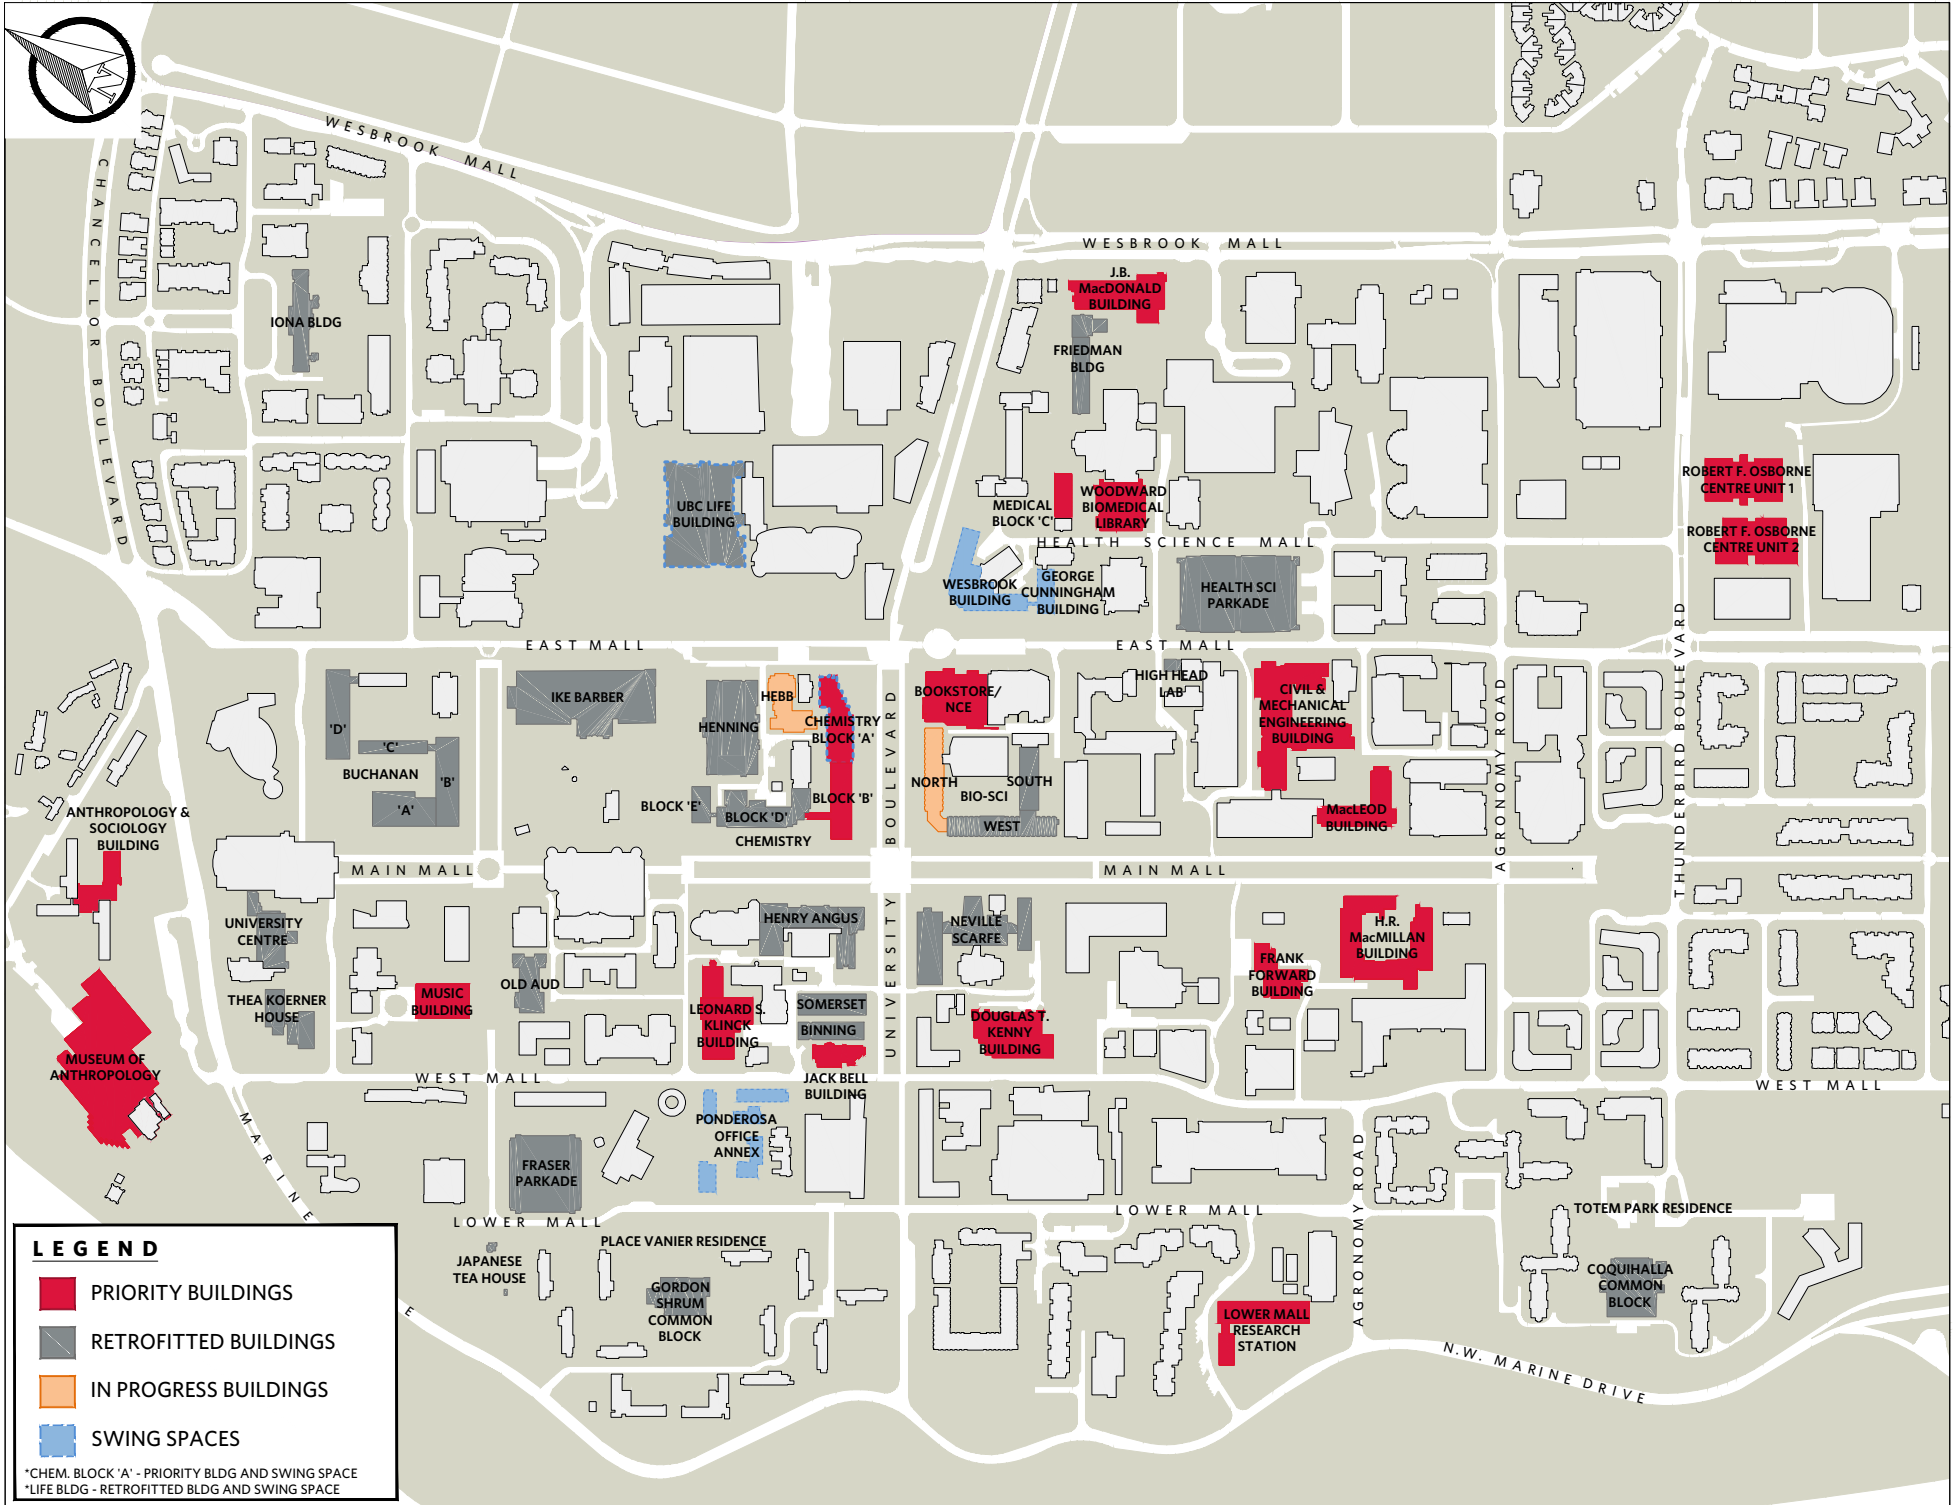 N
WESBROOK MALL
CHANCELLOR BOULEVARD
WESBROOK MALL
J.B.
MacDONALD
BUILDING
IONA BLDG
FRIEDMAN
BLDG
ROBERT F. OSBORNE
CENTRE UNIT 1
ROBERT F. OSBORNE
CENTRE UNIT 2
UBC LIFE
BUILDING
MEDICAL
BLOCK 'C'
WOODWARD
BIOMEDICAL
LIBRARY
HEALTH SCIENCE MALL
WESBROOK
BUILDING
GEORGE
CUNNINGHAM
BUILDING
HEALTH SCI
PARKADE
EAST MALL
EAST MALL
THUNDERBIRD BOULEVARD
AGRONOMY ROAD
UNIVERSITY BOULEVARD
'D'
'C'
BUCHANAN
'B'
'A'
IKE BARBER
HENNING
HEBB
CHEMISTRY
BLOCK 'A'
BLOCK 'E'
BLOCK 'D'
BLOCK 'B'
CHEMISTRY
BOOKSTORE/
NCE
NORTH
SOUTH
BIO-SCI
WEST
HIGH HEAD
LAB
CIVIL &
MECHANICAL
ENGINEERING
BUILDING
MacLEOD
BUILDING
ANTHROPOLOGY &
SOCIOLOGY
BUILDING
MAIN MALL
MAIN MALL
UNIVERSITY
CENTRE
THEA KOERNER
HOUSE
MUSIC
BUILDING
OLD AUD
HENRY ANGUS
LEONARD S.
KLINCK
BUILDING
SOMERSET
BINNING
JACK BELL
BUILDING
NEVILLE
SCARFE
DOUGLAS T.
KENNY
BUILDING
FRANK
FORWARD
BUILDING
H.R.
MacMILLAN
BUILDING
MUSEUM OF
ANTHROPOLOGY
WEST MALL
WEST MALL
PONDEROSA
OFFICE
ANNEX
FRASER
PARKADE
AGRONOMY ROAD
LOWER MALL
LOWER MALL
TOTEM PARK RESIDENCE
JAPANESE
TEA HOUSE
PLACE VANIER RESIDENCE
GORDON
SHRUM
COMMON
BLOCK
COQUIHALLA
COMMON
BLOCK
LOWER MALL
RESEARCH
STATION
MARINE
E
N.W. MARINE DRIVE
LEGEND
PRIORITY BUILDINGS
RETROFITTED BUILDINGS
IN PROGRESS BUILDINGS
SWING SPACES
*CHEM. BLOCK 'A' - PRIORITY BLDG AND SWING SPACE
*LIFE BLDG - RETROFITTED BLDG AND SWING SPACE